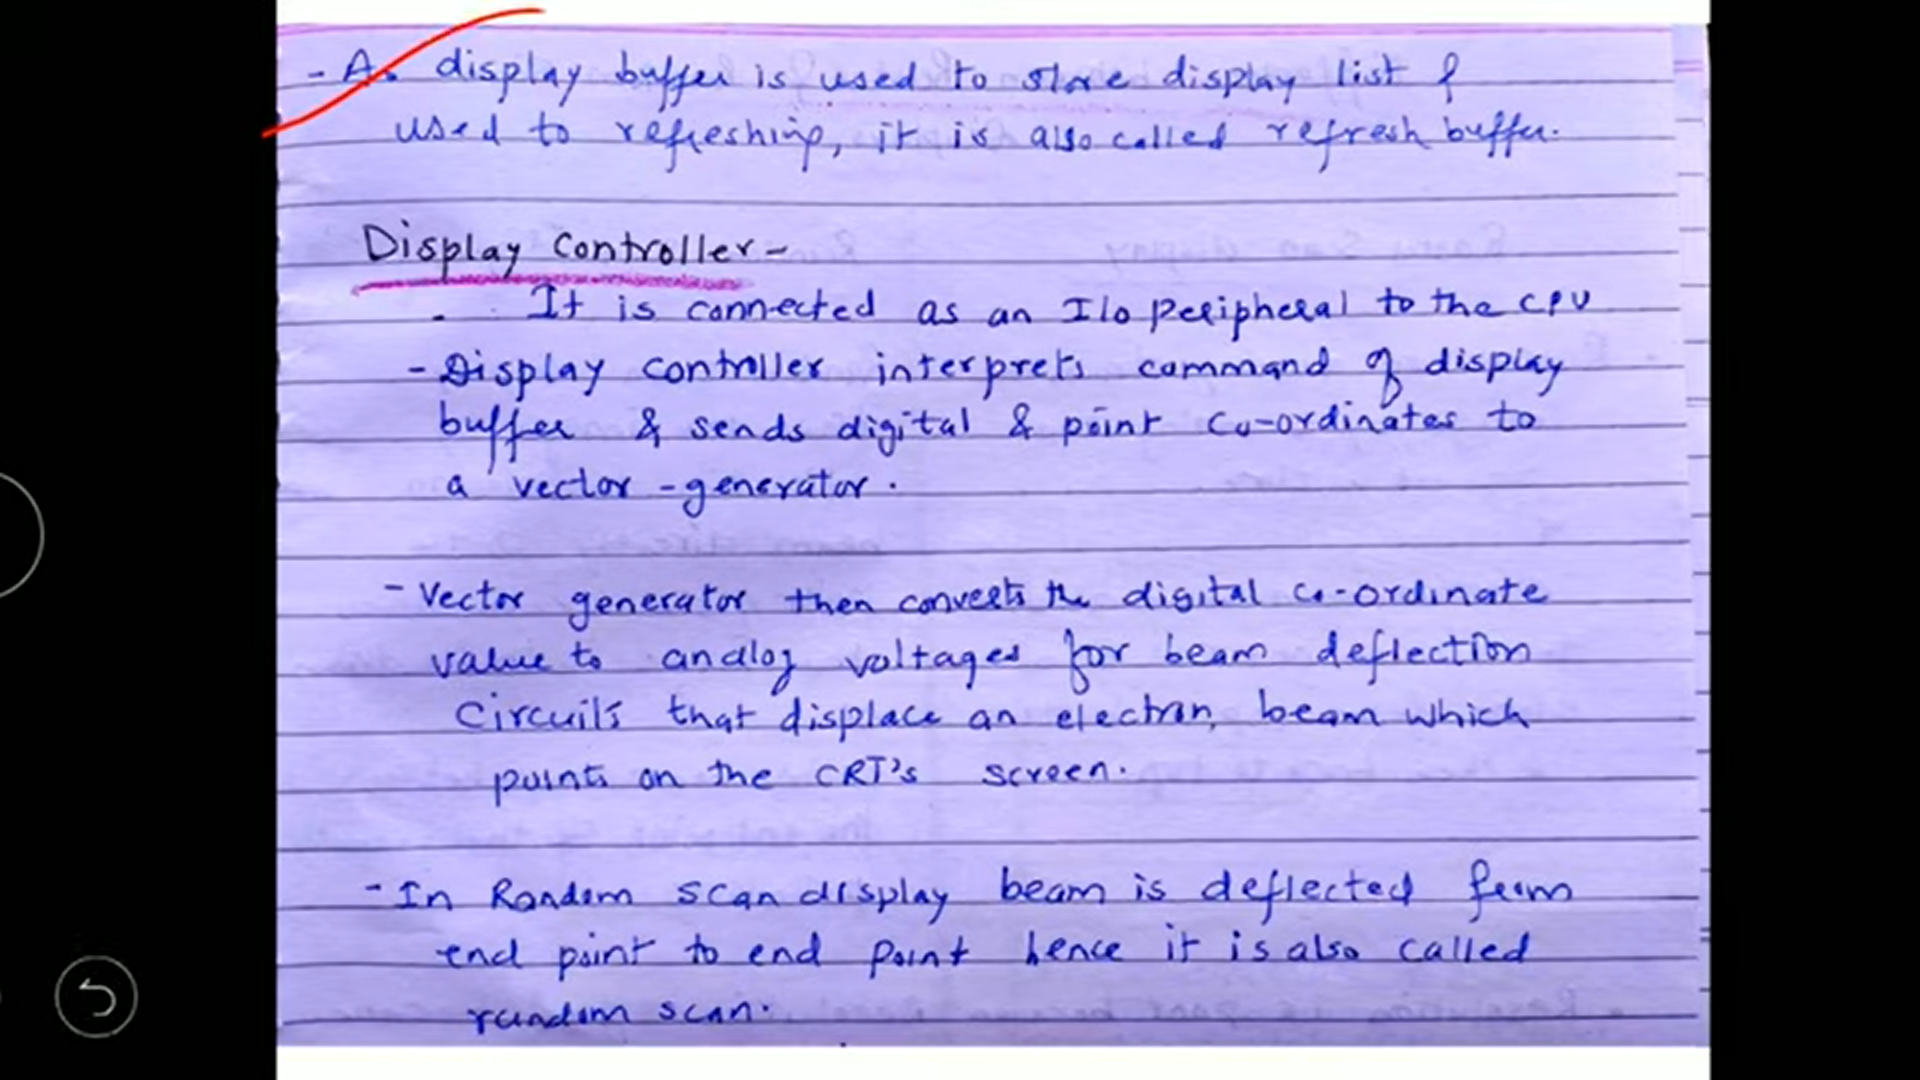 - As display buffer is used to store display list &
used to refreshing, it is also called refresh buffer.
Display Controller -
- It is connected as an I/o peripheral to the CPU
- Display controller interprets command of display
buffer & sends digital & point co-ordinates to
a vector - generator.
- Vector generator then converts the digital co-ordinate
value to analog voltages for beam deflection
circuits that displace an electron beam which
points on the CRT's screen.
- In Random scan display beam is deflected from
end point to end point hence it is also called
random scan.